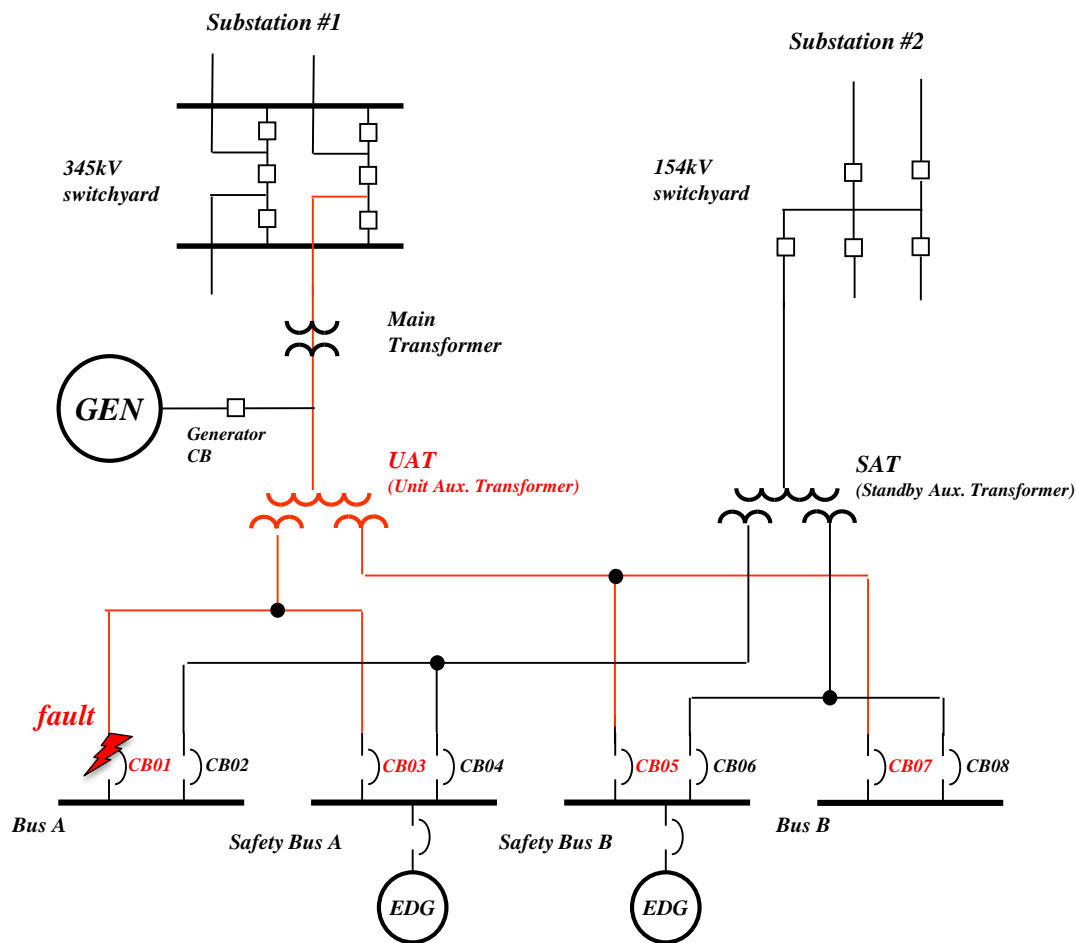 Substation #1
Substation #2
345kV
switchyard
154kV
switchyard
Main
Transformer
GEN
Generator
CB
UAT
(Unit Aux. Transformer)
SAT
(Standby Aux. Transformer)
fault
CB01
CB02
CB03
CB04
CB05
CB06
CB07
CB08
Bus A
Safety Bus A
Safety Bus B
Bus B
EDG
EDG